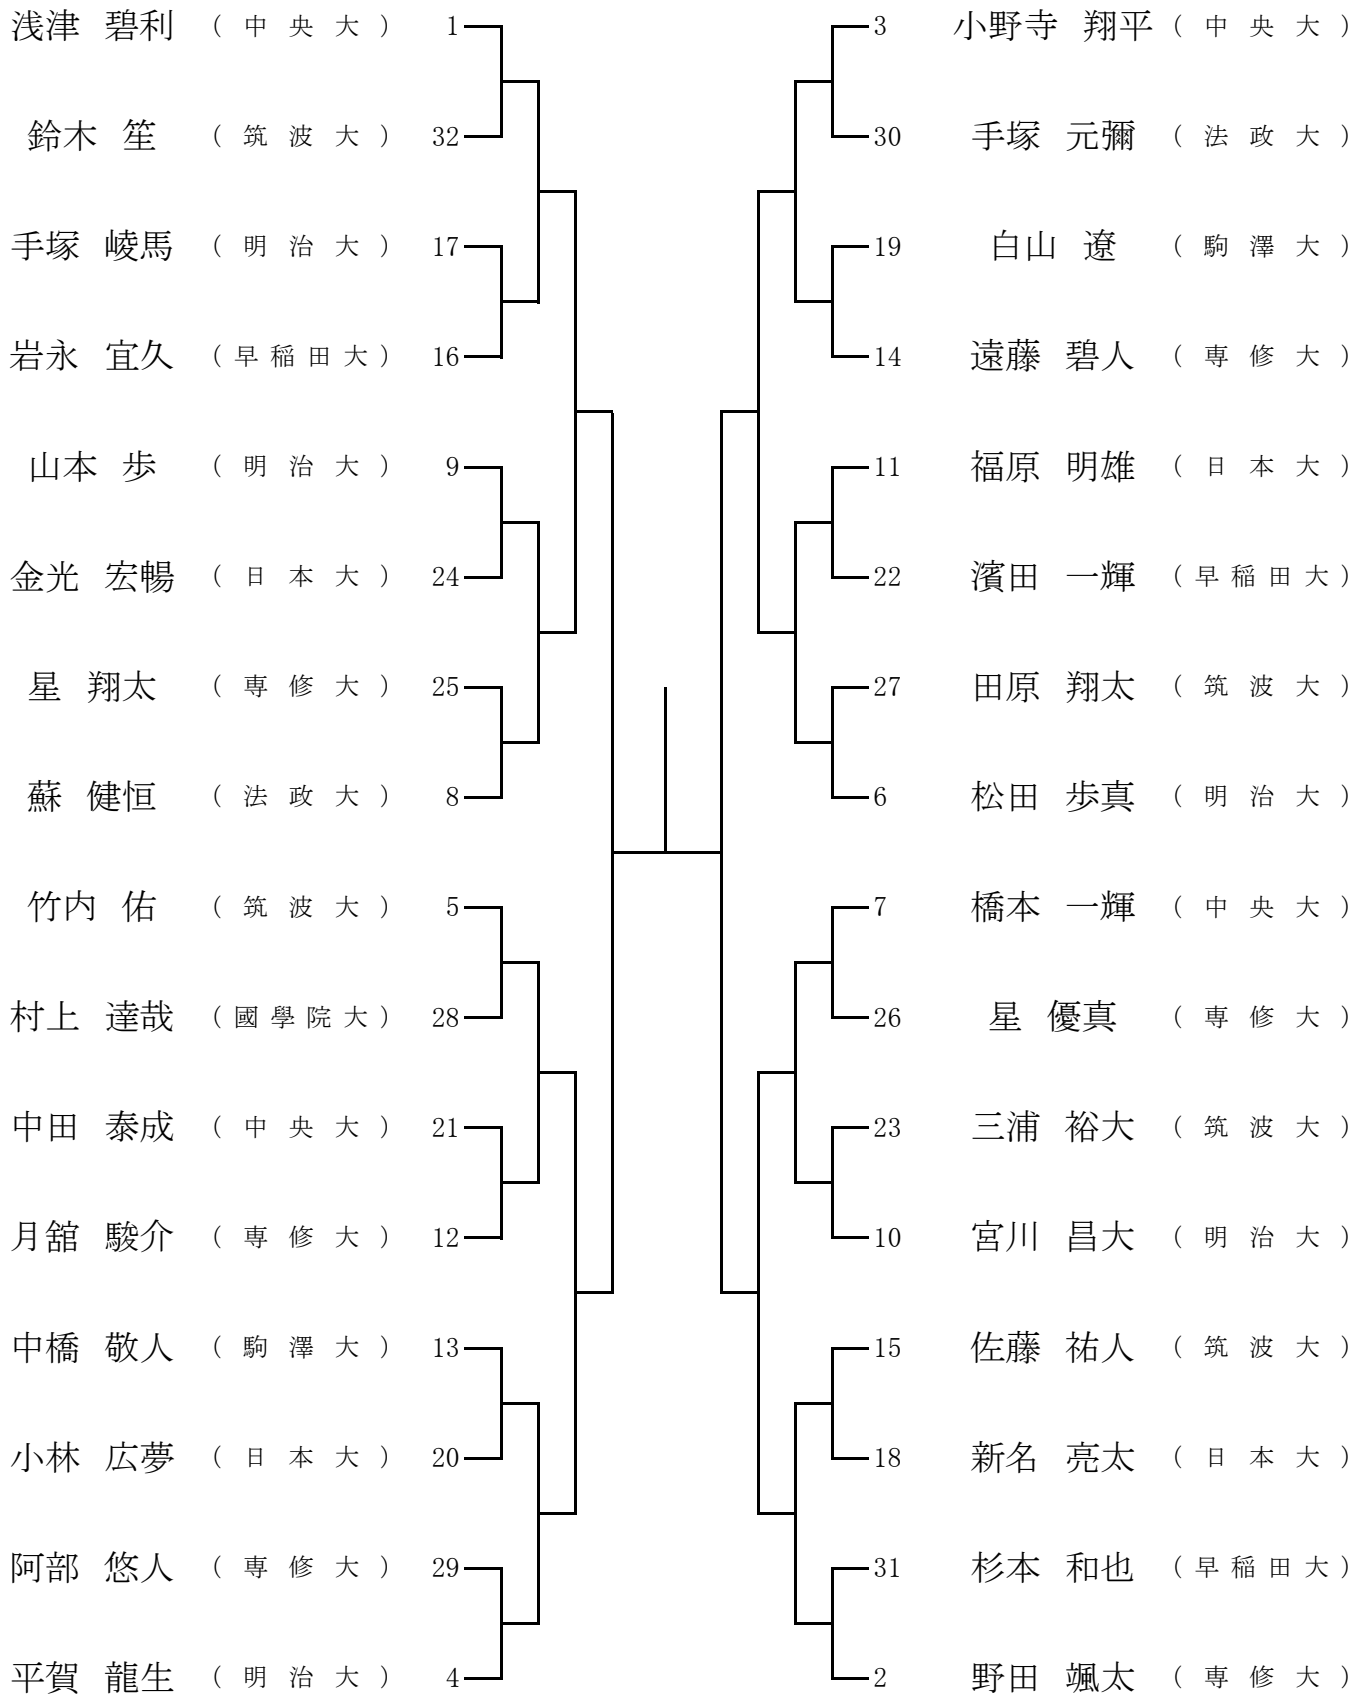 浅津 碧利 (中央大) 1
鈴木 笙 (筑波大) 32
手塚 崚馬 (明治大) 17
岩永 宜久 (早稲田大) 16
山本 歩 (明治大) 9
金光 宏暢 (日本大) 24
星 翔太 (専修大) 25
蘇 健恒 (法政大) 8
竹内 佑 (筑波大) 5
村上 達哉 (國學院大) 28
中田 泰成 (中央大) 21
月舘 駿介 (専修大) 12
中橋 敬人 (駒澤大) 13
小林 広夢 (日本大) 20
阿部 悠人 (専修大) 29
平賀 龍生 (明治大) 4
3 小野寺 翔平 (中央大)
30 手塚 元彌 (法政大)
19 白山 遼 (駒澤大)
14 遠藤 碧人 (専修大)
11 福原 明雄 (日本大)
22 濱田 一輝 (早稲田大)
27 田原 翔太 (筑波大)
6 松田 歩真 (明治大)
7 橋本 一輝 (中央大)
26 星 優真 (専修大)
23 三浦 裕大 (筑波大)
10 宮川 昌大 (明治大)
15 佐藤 祐人 (筑波大)
18 新名 亮太 (日本大)
31 杉本 和也 (早稲田大)
2 野田 颯太 (専修大)